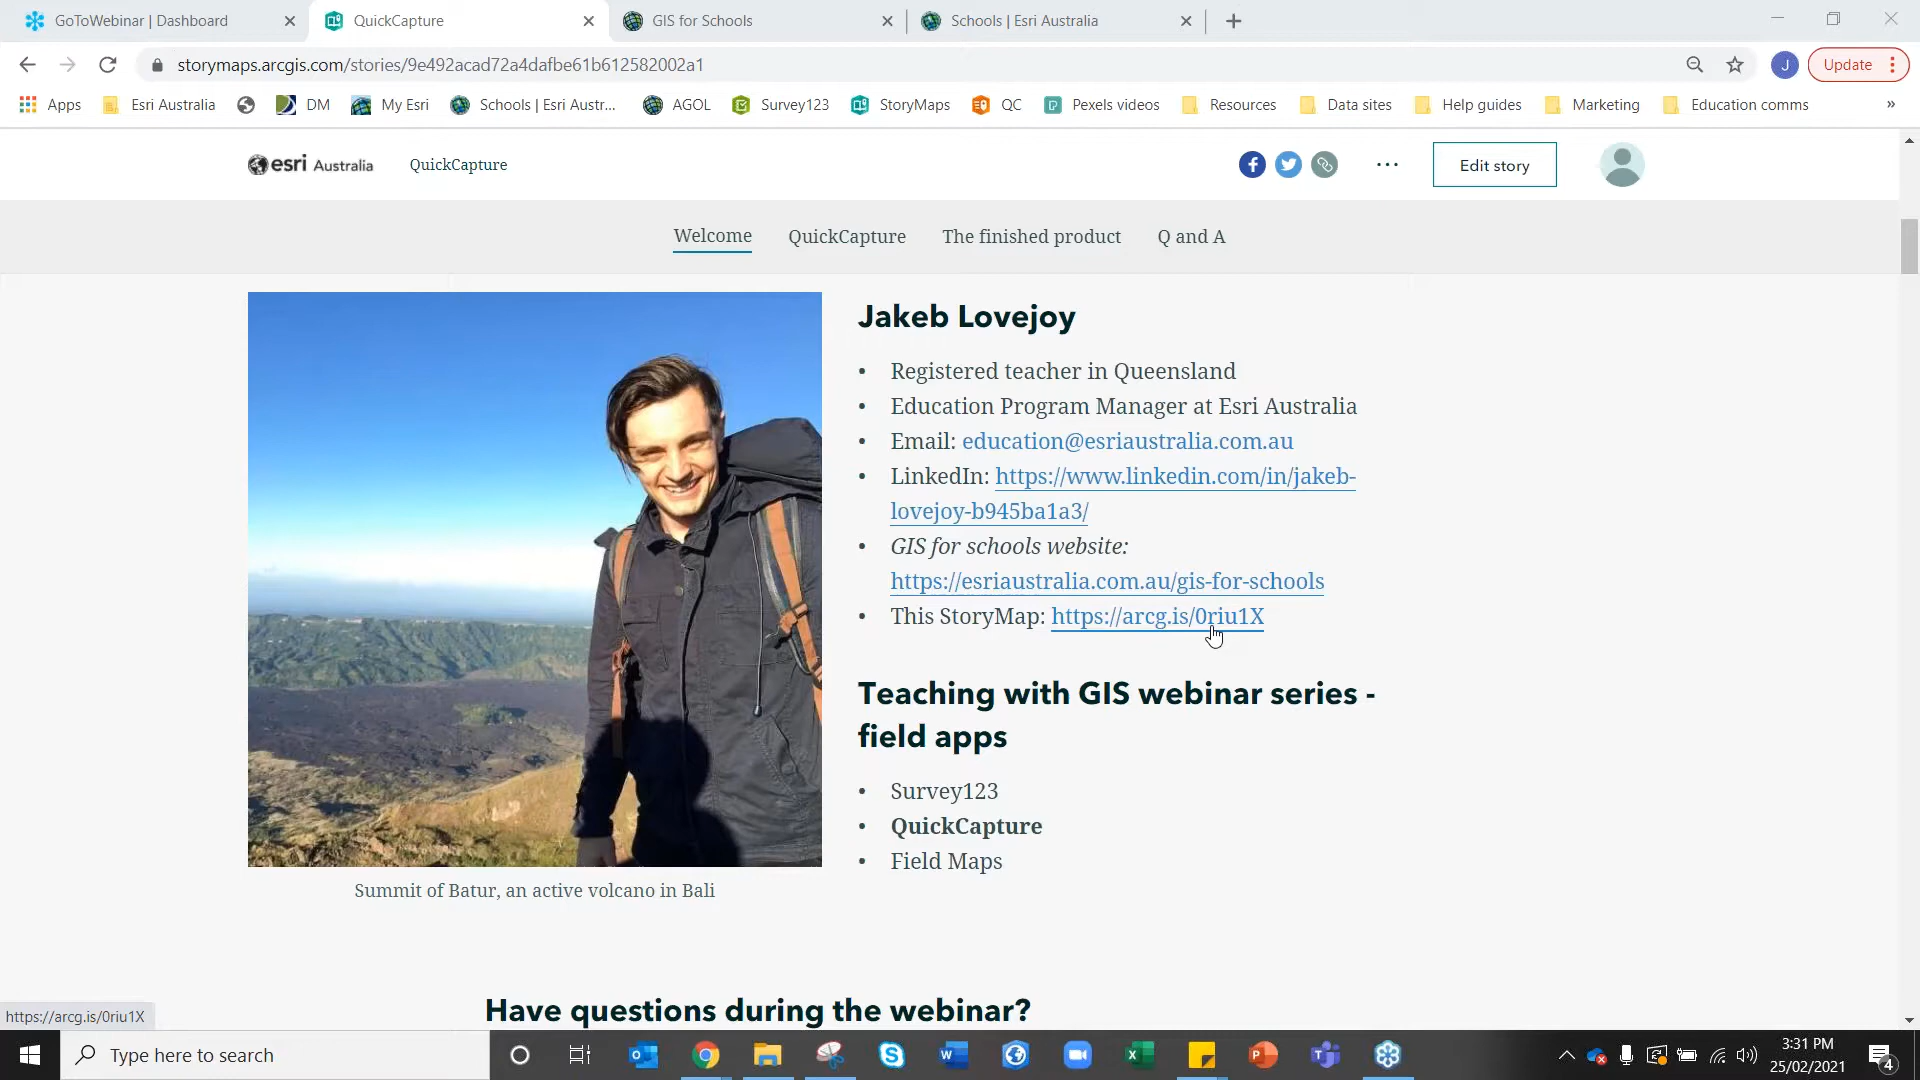 GoToWebinar | Dashboard
QuickCapture
GIS for Schools
Schools | Esri Australia
storymaps.arcgis.com/stories/9e492acad72a4dafbe61b612582002a1
J
Update
Apps
Esri Australia
DM
My Esri
Schools | Esri Austr...
AGOL
Survey123
StoryMaps
QC
Pexels videos
Resources
Data sites
Help guides
Marketing
Education comms
»
esri Australia
QuickCapture
Edit story
Welcome
QuickCapture
The finished product
Q and A
Jakeb Lovejoy
• Registered teacher in Queensland
• Education Program Manager at Esri Australia
• Email: education@esriaustralia.com.au
• LinkedIn: https://www.linkedin.com/in/jakeb-
lovejoy-b945ba1a3/
• GIS for schools website:
https://esriaustralia.com.au/gis-for-schools
• This StoryMap: https://arcg.is/0riu1X
Teaching with GIS webinar series -
field apps
• Survey123
• QuickCapture
• Field Maps
Summit of Batur, an active volcano in Bali
Have questions during the webinar?
https://arcg.is/0riu1X
Type here to search
3:31 PM
25/02/2021
4